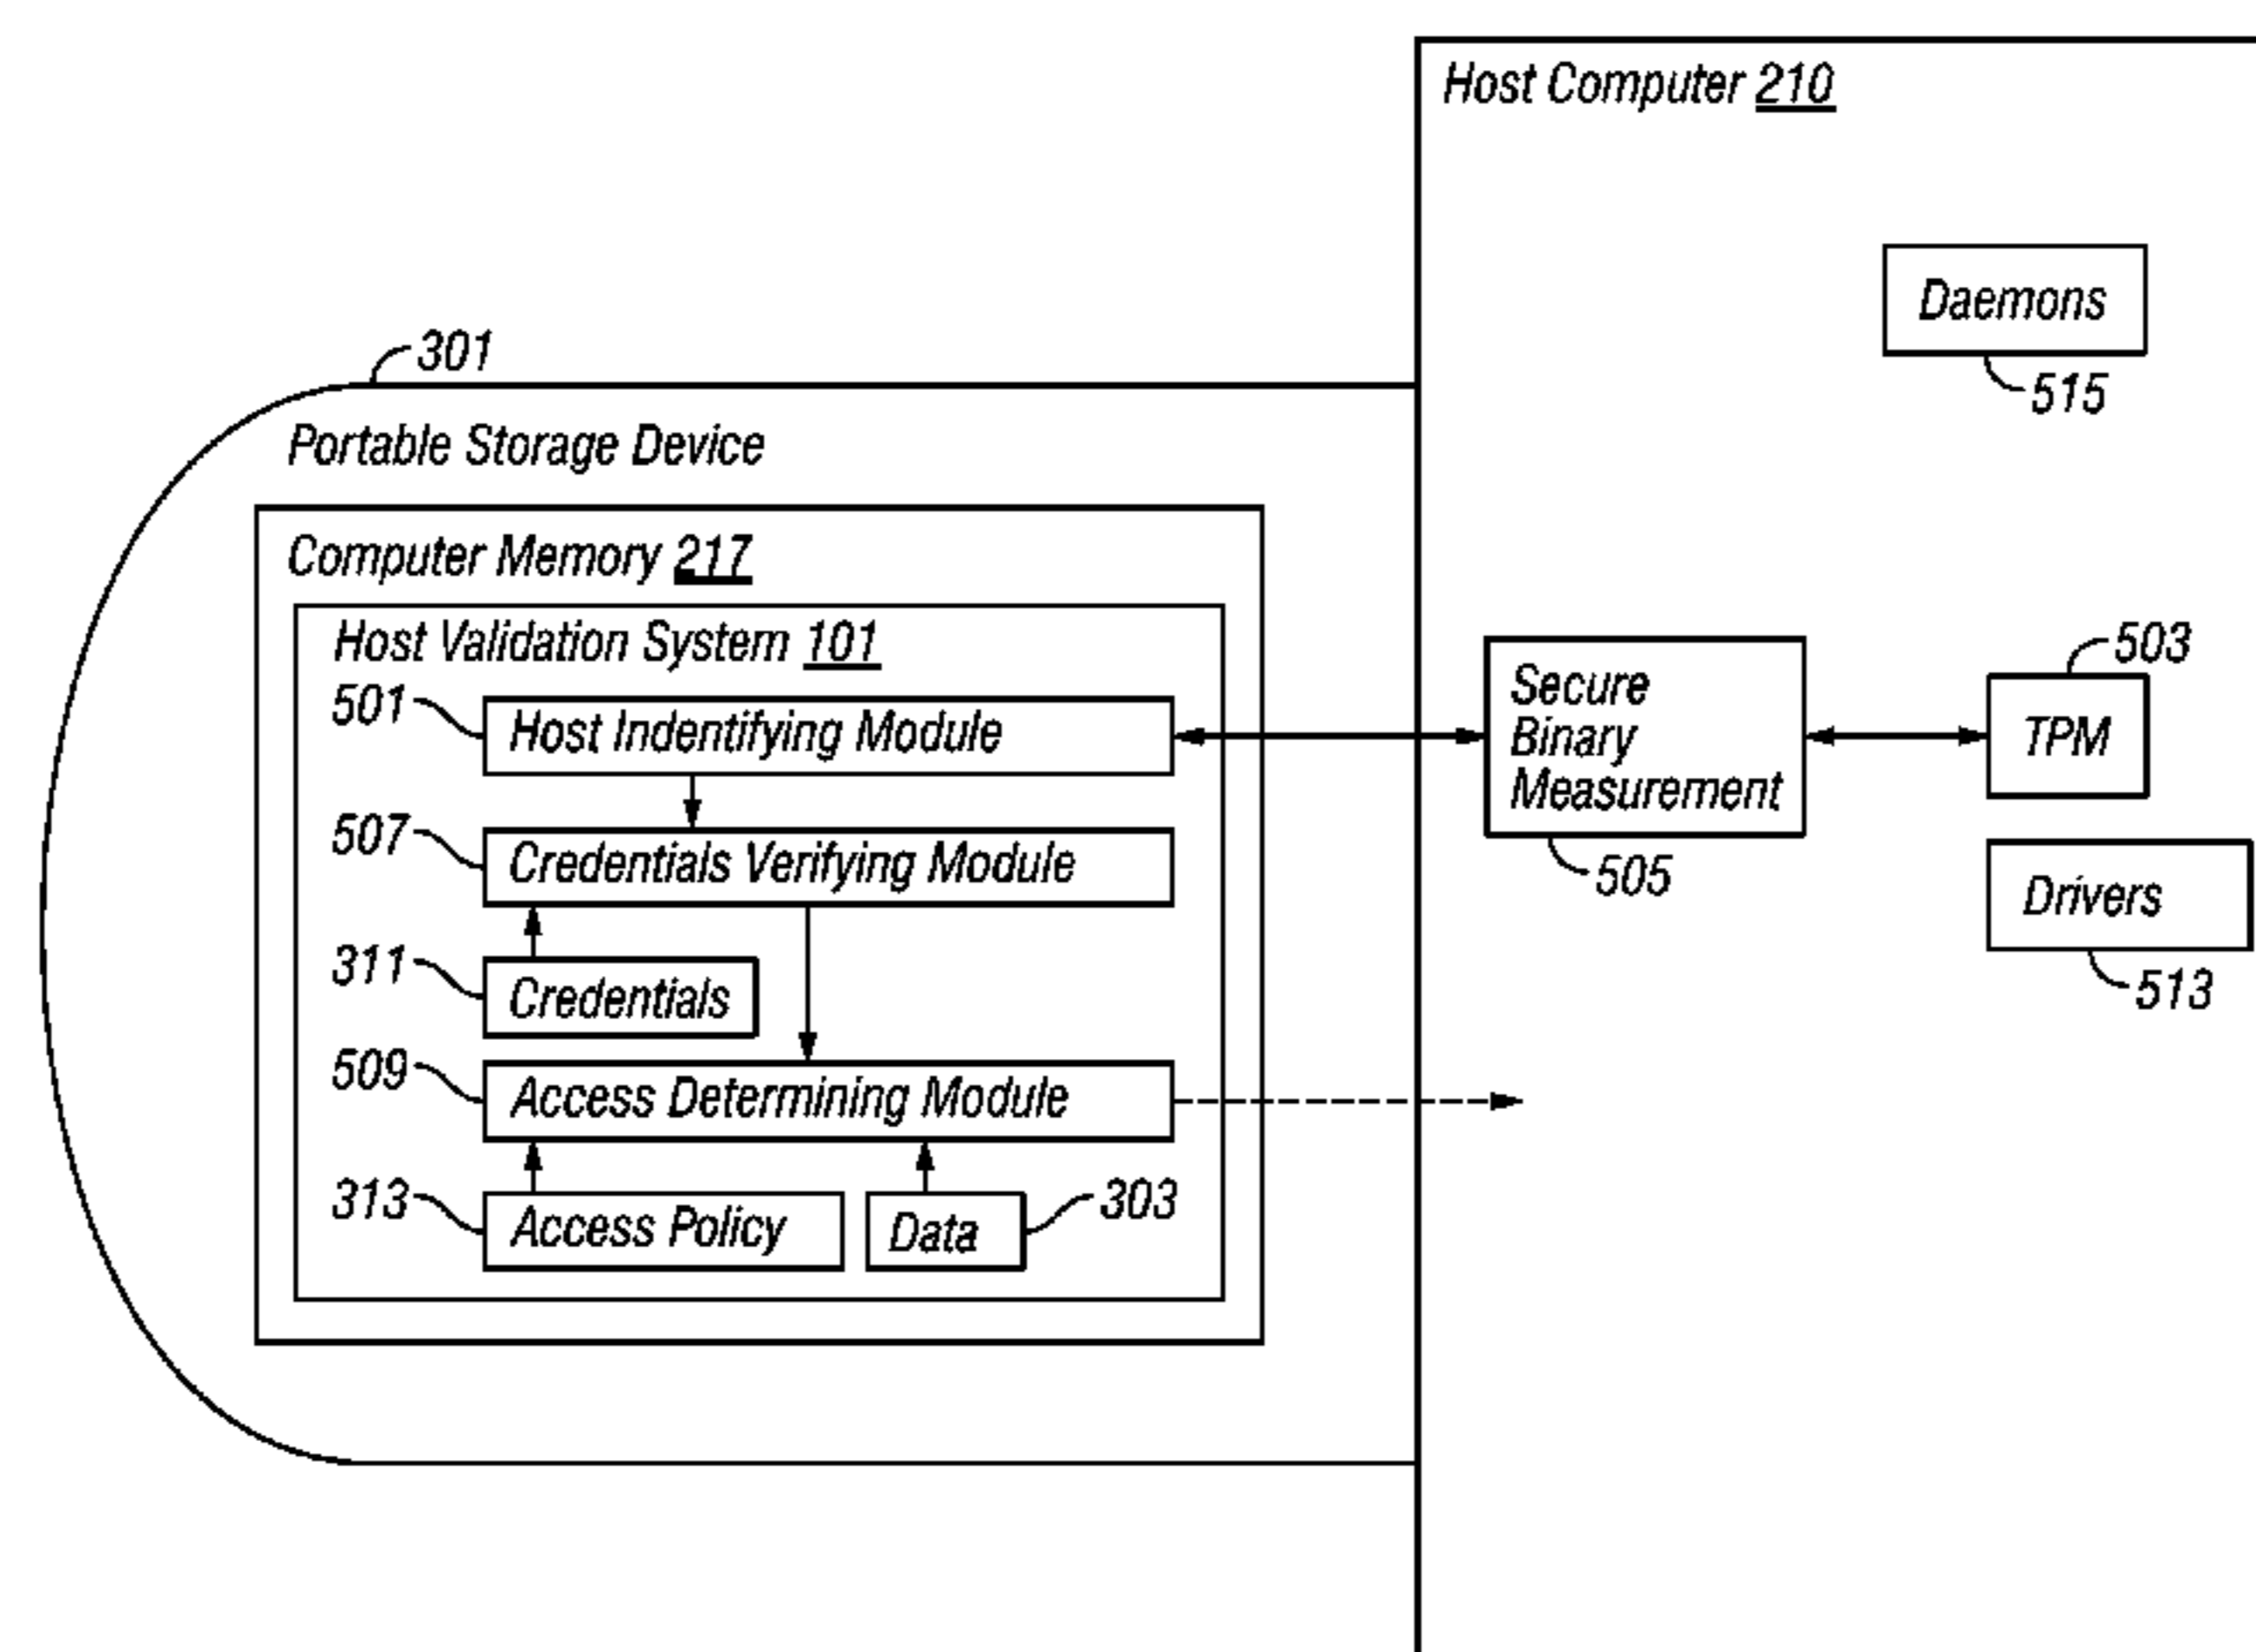 Host Computer 210
Daemons
515
301
Portable Storage Device
Computer Memory 217
Host Validation System 101
501
Host Indentifying Module
507
Credentials Verifying Module
311
Credentials
509
Access Determining Module
313
Access Policy
Data
303
Secure
Binary
Measurement
505
503
TPM
Drivers
513